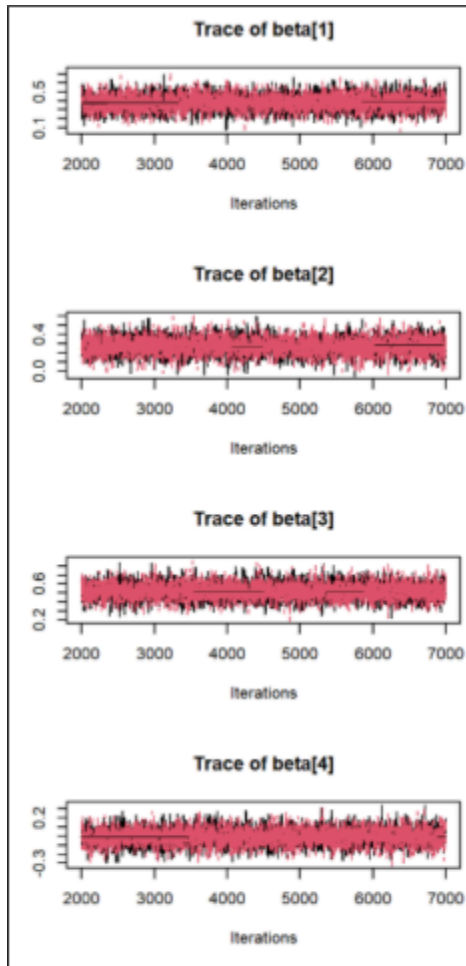 Trace of beta[1]
0.5
0.1
2000 3000 4000 5000 6000 7000
Iterations
Trace of beta[2]
0.4
0.0
2000 3000 4000 5000 6000 7000
Iterations
Trace of beta[3]
0.6
0.2
2000 3000 4000 5000 6000 7000
Iterations
Trace of beta[4]
0.2
-0.3
2000 3000 4000 5000 6000 7000
Iterations